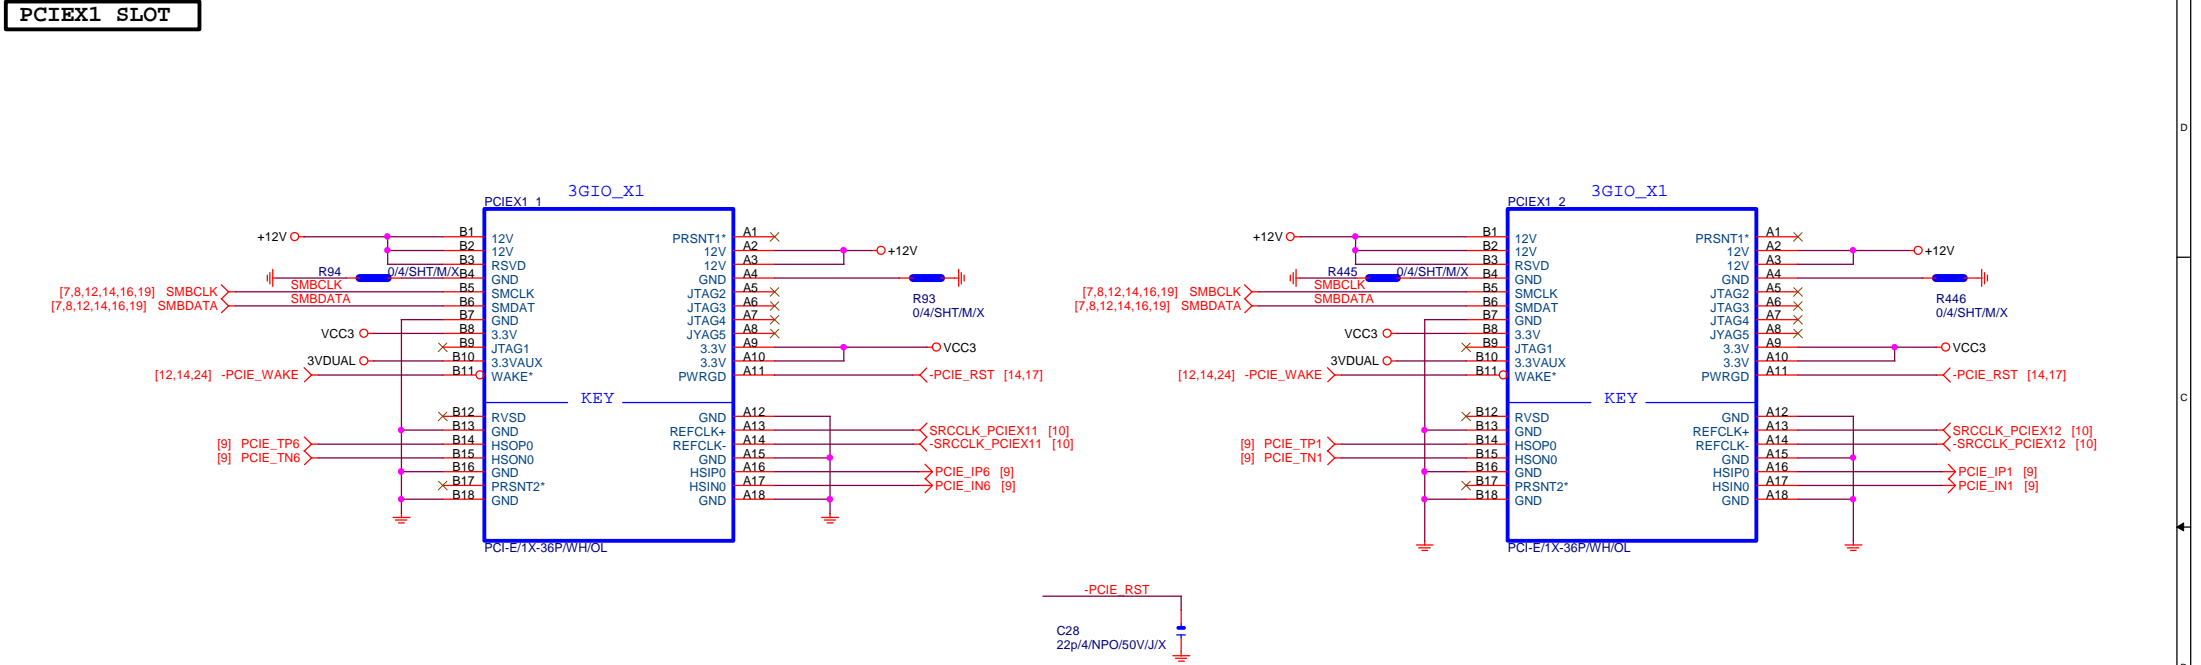 PCIEX1 SLOT
D
3GIO_X1
PCIEX1_1
+12V
B1 12V
B2 12V
B3 RSVD
R94 0/4/SHT/M/X B4 GND
[7,8,12,14,16,19] SMBCLK SMBCLK B5 SMCLK
[7,8,12,14,16,19] SMBDATA SMBDATA B6 SMDAT
B7 GND
VCC3 B8 3.3V
B9 JTAG1
3VDUAL B10 3.3VAUX
[12,14,24] -PCIE_WAKE B11 WAKE*
KEY
B12 RVSD
B13 GND
[9] PCIE_TP6 B14 HSOP0
[9] PCIE_TN6 B15 HSON0
B16 GND
B17 PRSNT2*
B18 GND
PRSNT1* A1
12V A2 +12V
12V A3
GND A4
R93
0/4/SHT/M/X
JTAG2 A5
JTAG3 A6
JTAG4 A7
JYAG5 A8
3.3V A9 VCC3
3.3V A10
PWRGD A11 -PCIE_RST [14,17]
GND A12
REFCLK+ A13 SRCCLK_PCIEX11 [10]
REFCLK- A14 -SRCCLK_PCIEX11 [10]
GND A15
HSIP0 A16 PCIE_IP6 [9]
HSIN0 A17 PCIE_IN6 [9]
GND A18
PCI-E/1X-36P/WH/OL
3GIO_X1
PCIEX1_2
+12V
B1 12V
B2 12V
B3 RSVD
R445 0/4/SHT/M/X B4 GND
[7,8,12,14,16,19] SMBCLK SMBCLK B5 SMCLK
[7,8,12,14,16,19] SMBDATA SMBDATA B6 SMDAT
B7 GND
VCC3 B8 3.3V
B9 JTAG1
3VDUAL B10 3.3VAUX
[12,14,24] -PCIE_WAKE B11 WAKE*
KEY
B12 RVSD
B13 GND
[9] PCIE_TP1 B14 HSOP0
[9] PCIE_TN1 B15 HSON0
B16 GND
B17 PRSNT2*
B18 GND
PRSNT1* A1
12V A2 +12V
12V A3
GND A4
R446
0/4/SHT/M/X
JTAG2 A5
JTAG3 A6
JTAG4 A7
JYAG5 A8
3.3V A9 VCC3
3.3V A10
PWRGD A11 -PCIE_RST [14,17]
GND A12
REFCLK+ A13 SRCCLK_PCIEX12 [10]
REFCLK- A14 -SRCCLK_PCIEX12 [10]
GND A15
HSIP0 A16 PCIE_IP1 [9]
HSIN0 A17 PCIE_IN1 [9]
GND A18
PCI-E/1X-36P/WH/OL
C
-PCIE_RST
C28
22p/4/NPO/50V/J/X